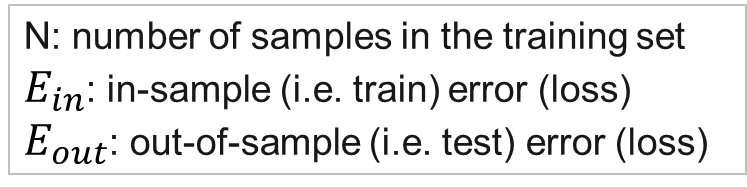 N: number of samples in the training set
E_in: in-sample (i.e. train) error (loss)
E_out: out-of-sample (i.e. test) error (loss)